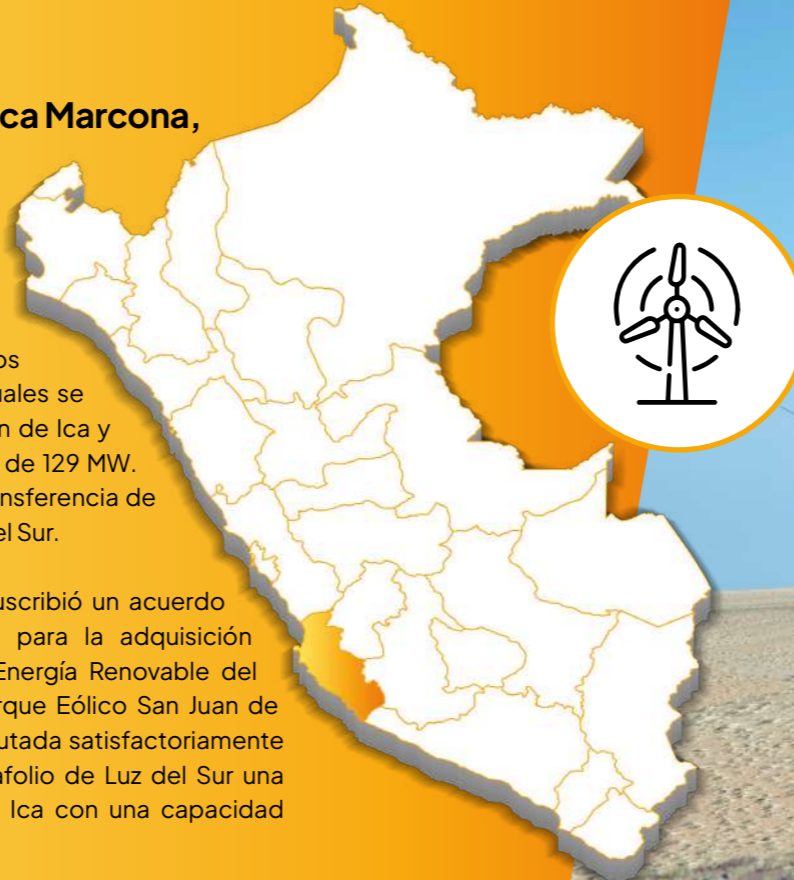 ca Marcona,
os
uales se
n de Ica y
de 129 MW.
nsferencia de
el Sur.
uscribió un acuerdo
para la adquisición
Energía Renovable del
rque Eólico San Juan de
utada satisfactoriamente
afolio de Luz del Sur una
Ica con una capacidad